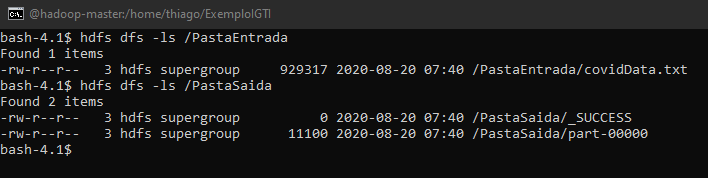 @hadoop-master:/home/thiago/ExemploIGTI
bash-4.1$ hdfs dfs -ls /PastaEntrada
Found 1 items
-rw-r--r--   3 hdfs supergroup     929317 2020-08-20 07:40 /PastaEntrada/covidData.txt
bash-4.1$ hdfs dfs -ls /PastaSaida
Found 2 items
-rw-r--r--   3 hdfs supergroup          0 2020-08-20 07:40 /PastaSaida/_SUCCESS
-rw-r--r--   3 hdfs supergroup      11100 2020-08-20 07:40 /PastaSaida/part-00000
bash-4.1$